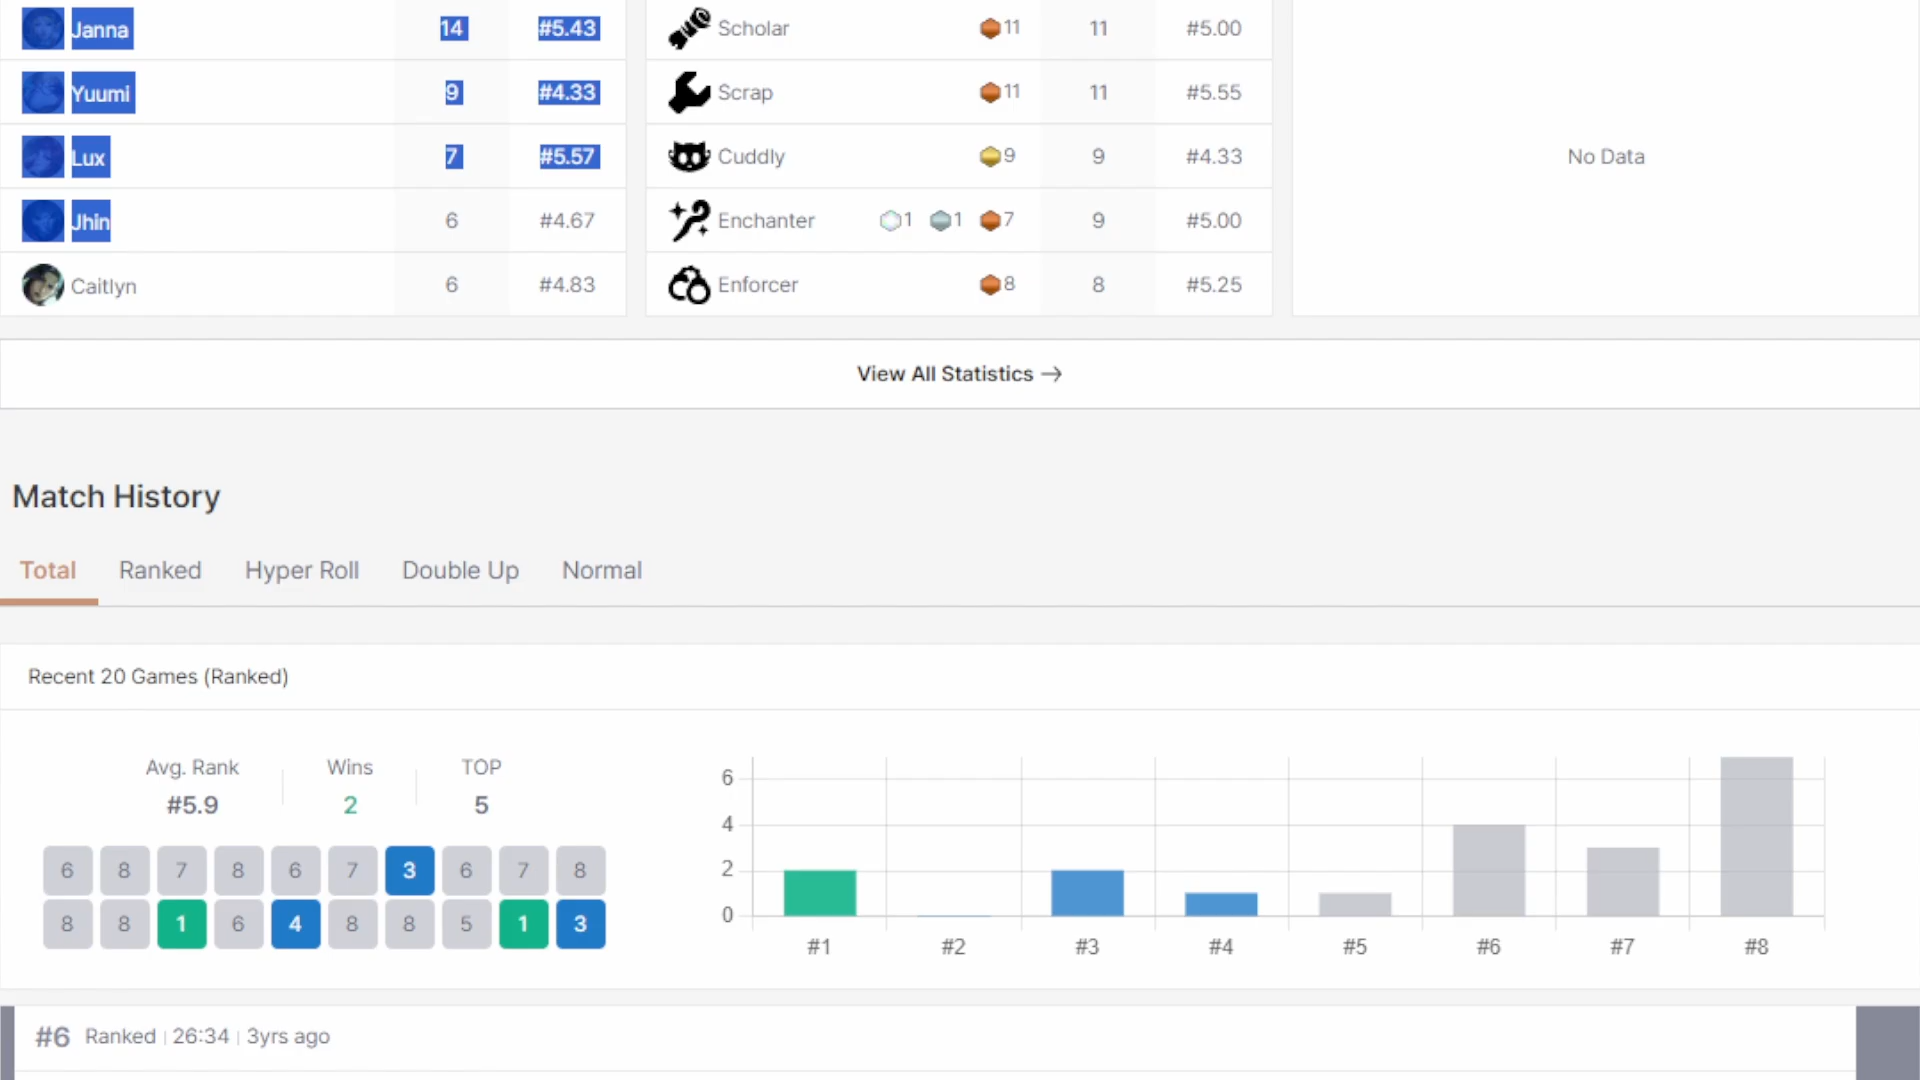 Janna 14 #5.43
Yuumi 9 #4.33
Lux 7 #5.57
Jhin 6 #4.67
Caitlyn 6 #4.83
Scholar 11 11 #5.00
Scrap 11 11 #5.55
Cuddly 9 9 #4.33
Enchanter 1 1 7 9 #5.00
Enforcer 8 8 #5.25
No Data
View All Statistics →
Match History
Total Ranked Hyper Roll Double Up Normal
Recent 20 Games (Ranked)
Avg. Rank Wins TOP
#5.9 2 5
6 8 7 8 6 7 3 6 7 8
8 8 1 6 4 8 8 5 1 3
6
4
2
0
#1 #2 #3 #4 #5 #6 #7 #8
#6 Ranked | 26:34 | 3yrs ago